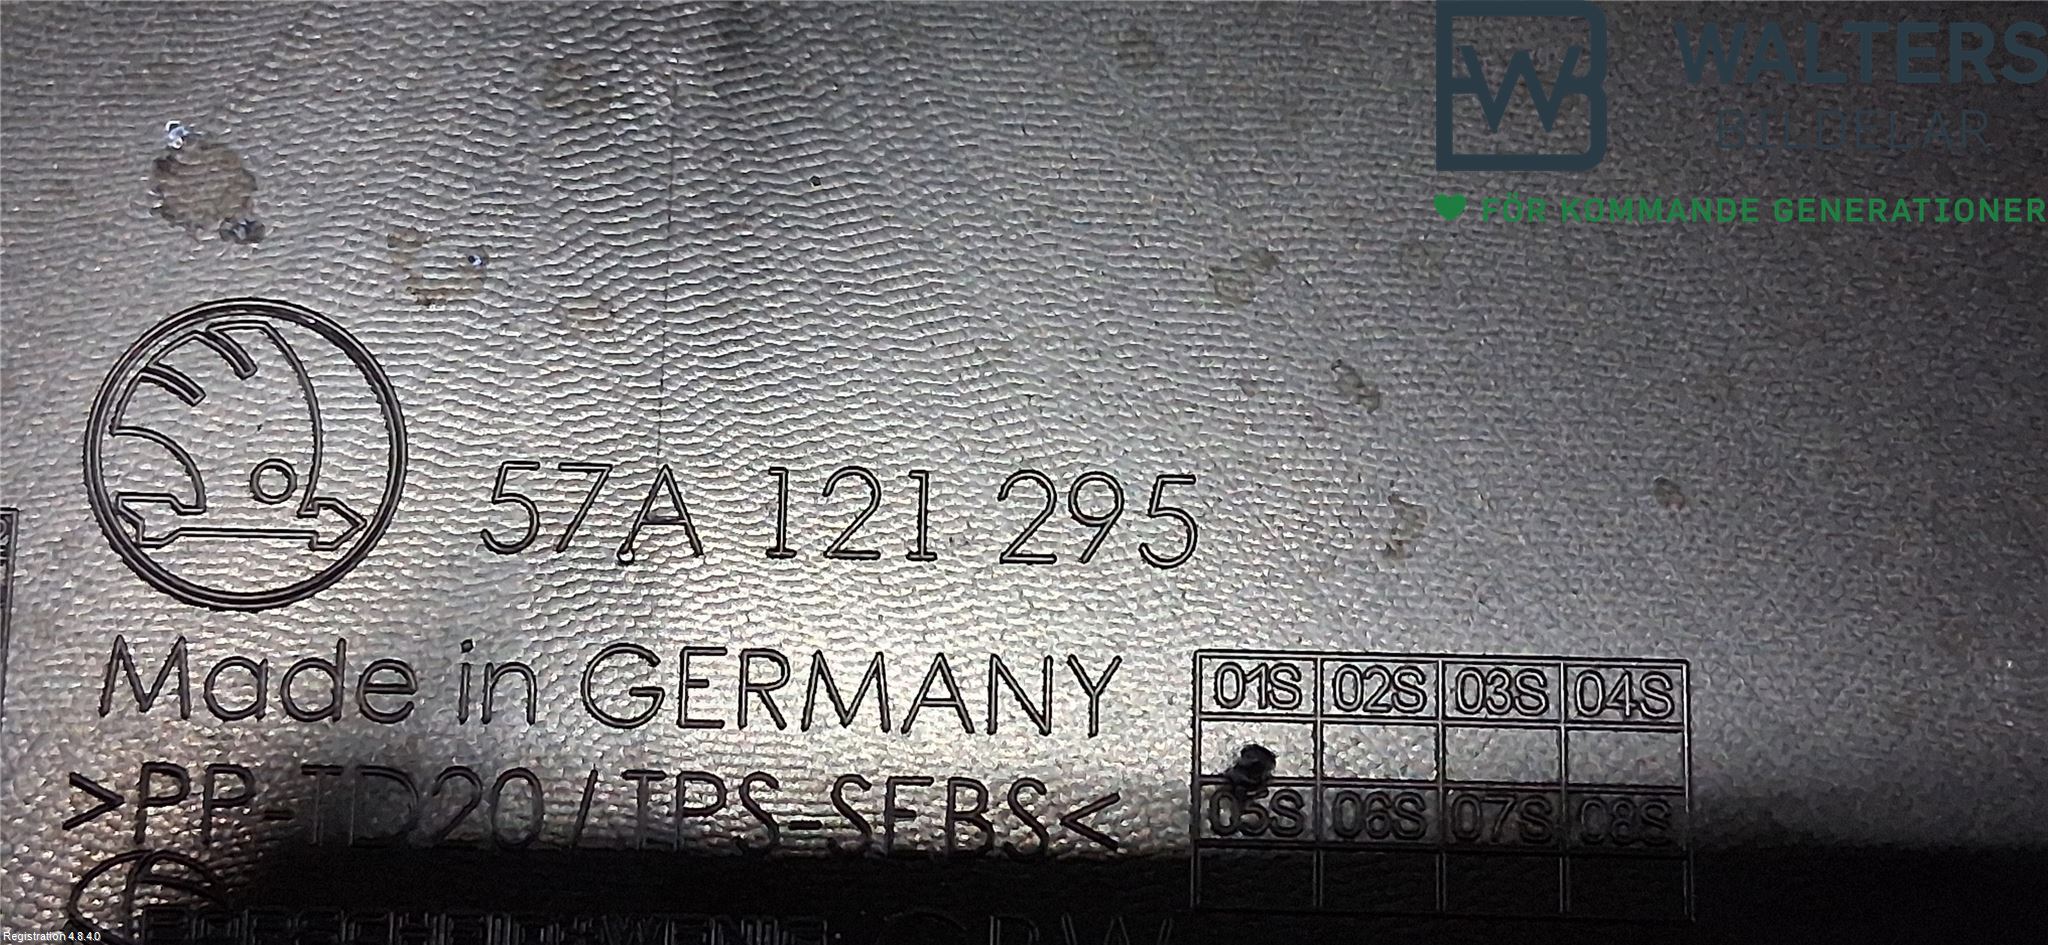 WALTERS
BILDELAR
FÖR KOMMANDE GENERATIONER
57A 121 295
Made in GERMANY
01S 02S 03S 04S
>PP-TD20/TPS-SEBS<
05S 06S 07S 08S
Registration 4.8.4.0